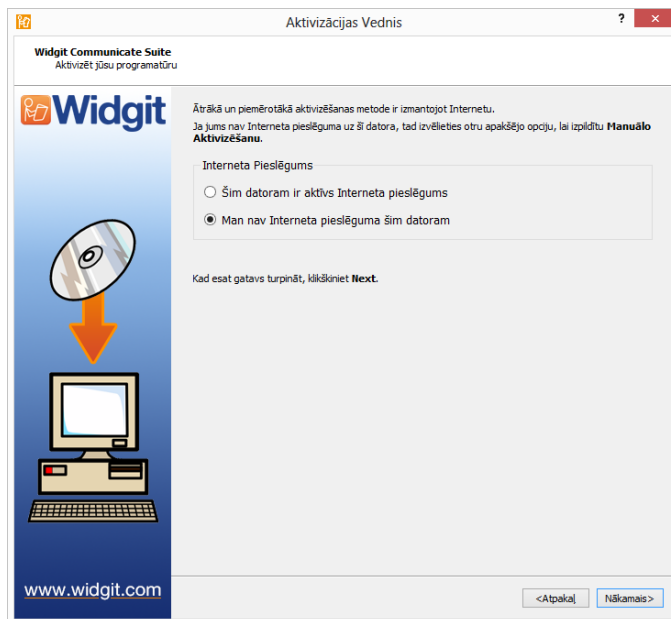 Aktivizācijas Vednis
Widgit Communicate Suite
Aktivizēt jūsu programatūru
Widgit
Ātrākā un piemērotākā aktivizēšanas metode ir izmantojot Internetu.
Ja jums nav Interneta pieslēguma uz šī datora, tad izvēlieties otru apakšējo opciju, lai izpildītu Manuālo
Aktivizēšanu.
Interneta Pieslēgums
Šim datoram ir aktīvs Interneta pieslēgums
Man nav Interneta pieslēguma šim datoram
Kad esat gatavs turpināt, klikškiniet Next.
www.widgit.com
<Atpakaļ
Nākamais>